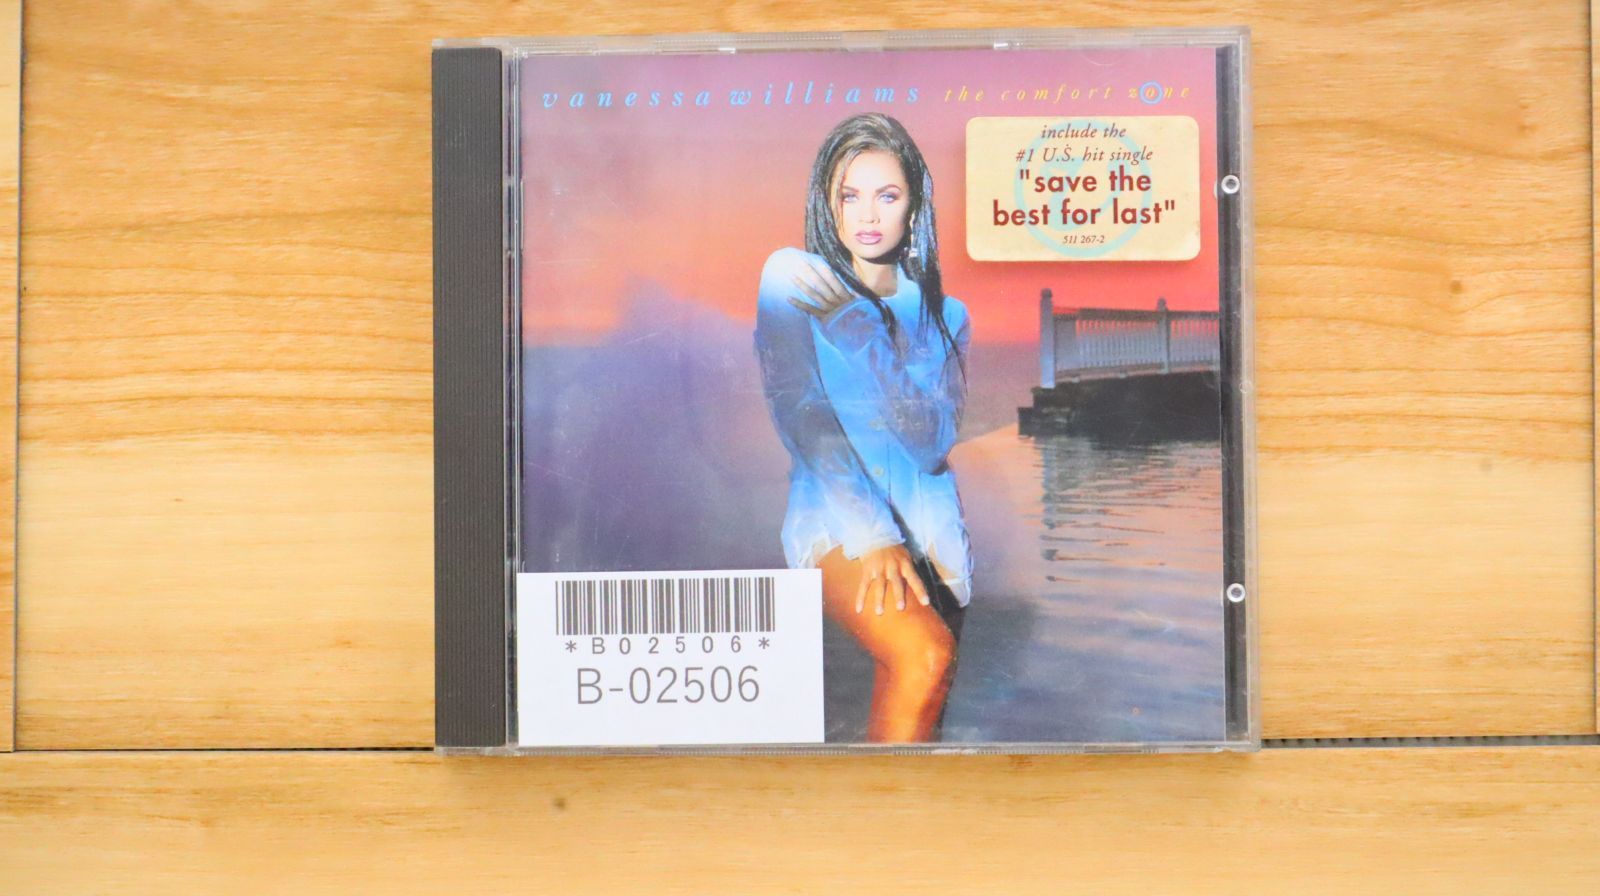 vanessa williams the comfort zone
include the
#1 U.S. hit single
"save the
best for last"
511 267-2
*B02506*
B-02506